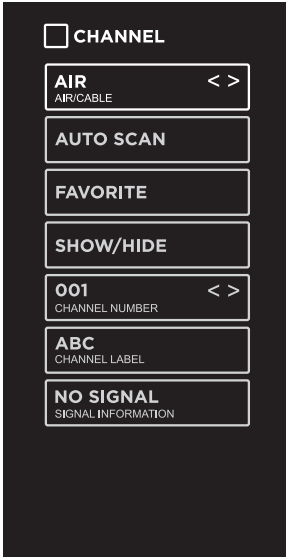 CHANNEL
AIR < >
AIR/CABLE
AUTO SCAN
FAVORITE
SHOW/HIDE
001 < >
CHANNEL NUMBER
ABC
CHANNEL LABEL
NO SIGNAL
SIGNAL INFORMATION